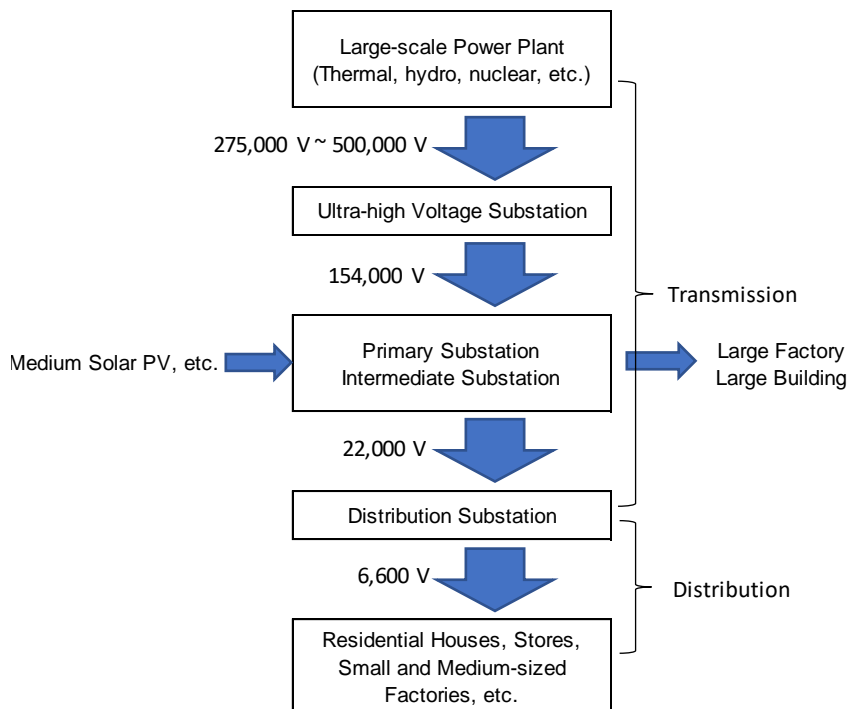 Large-scale Power Plant
(Thermal, hydro, nuclear, etc.)
275,000 V ~ 500,000 V
Ultra-high Voltage Substation
154,000 V
Transmission
Medium Solar PV, etc.
Primary Substation
Intermediate Substation
Large Factory
Large Building
22,000 V
Distribution Substation
6,600 V
Distribution
Residential Houses, Stores,
Small and Medium-sized
Factories, etc.